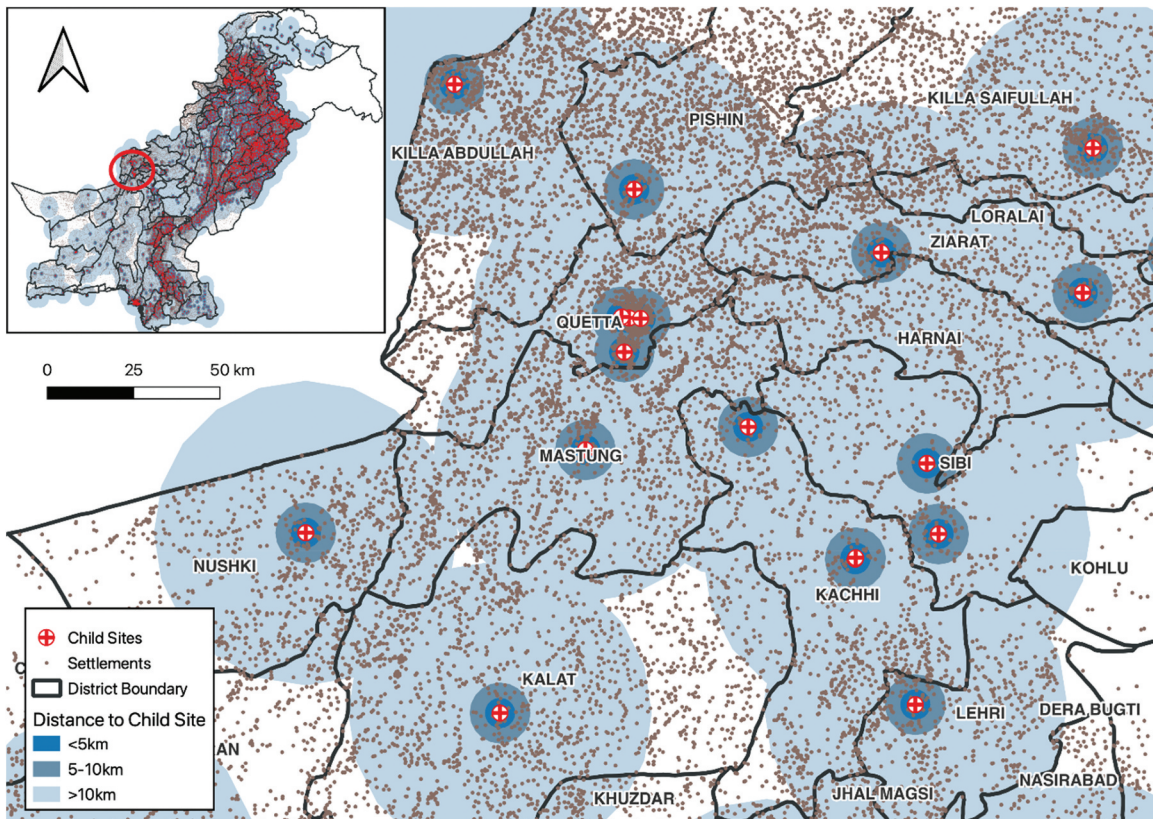 KILLA SAIFULLAH
PISHIN
KILLA ABDULLAH
LORALAI
ZIARAT
QUETTA
HARNAI
0 25 50 km
MASTUNG
SIBI
NUSHKI
KOHLU
KACHHI
Child Sites
Settlements
District Boundary
Distance to Child Site
<5km
5-10km
>10km
KALAT
LEHRI
DERA BUGTI
AN
NASIRABAD
KHUZDAR
JHAL MAGSI